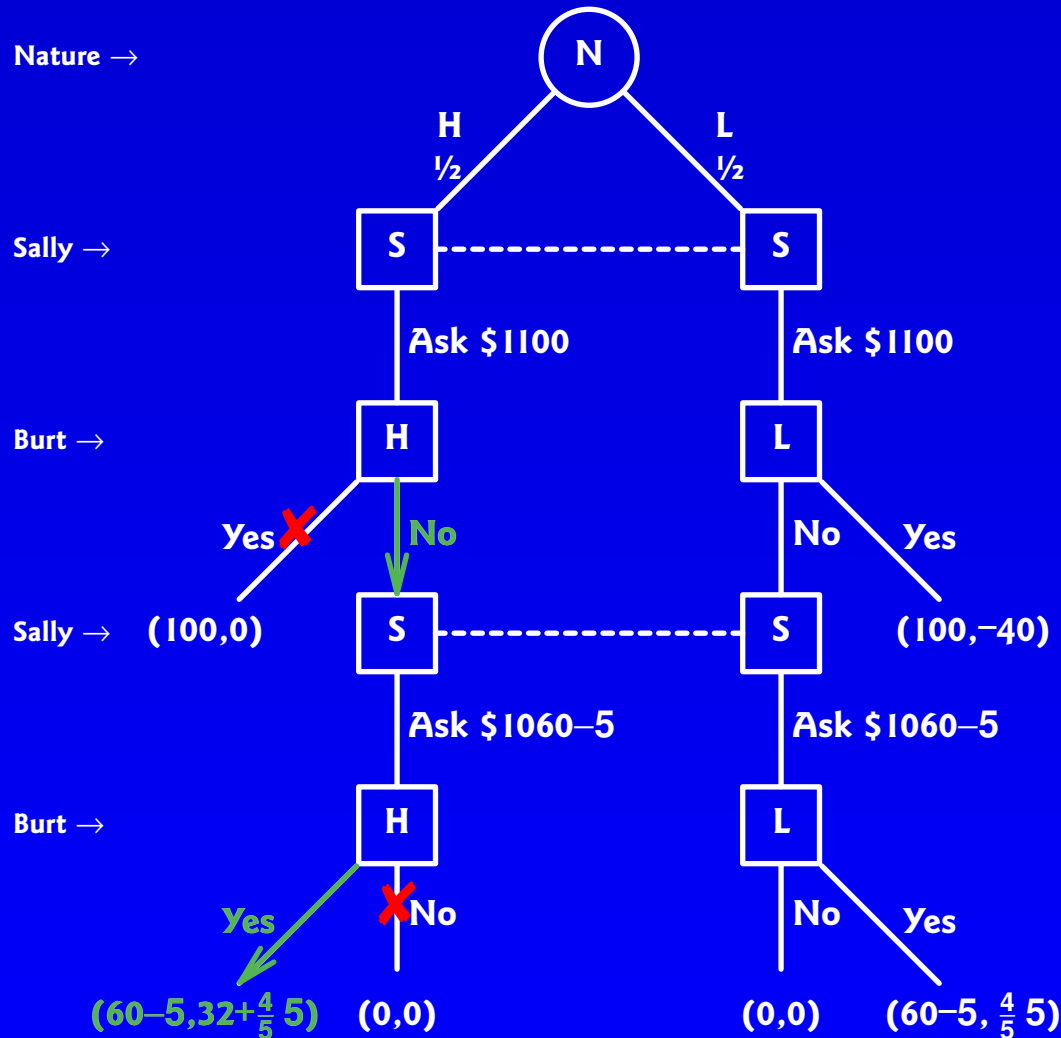 Nature → N
H L
½ ½
Sally → S S
Ask $1100 Ask $1100
Burt → H L
Yes ✘ No No Yes
Sally → (100,0) S S (100,−40)
Ask $1060–5 Ask $1060–5
Burt → H L
Yes ✘ No No Yes
(60–5,32+⅘ 5) (0,0) (0,0) (60−5, ⅘ 5)